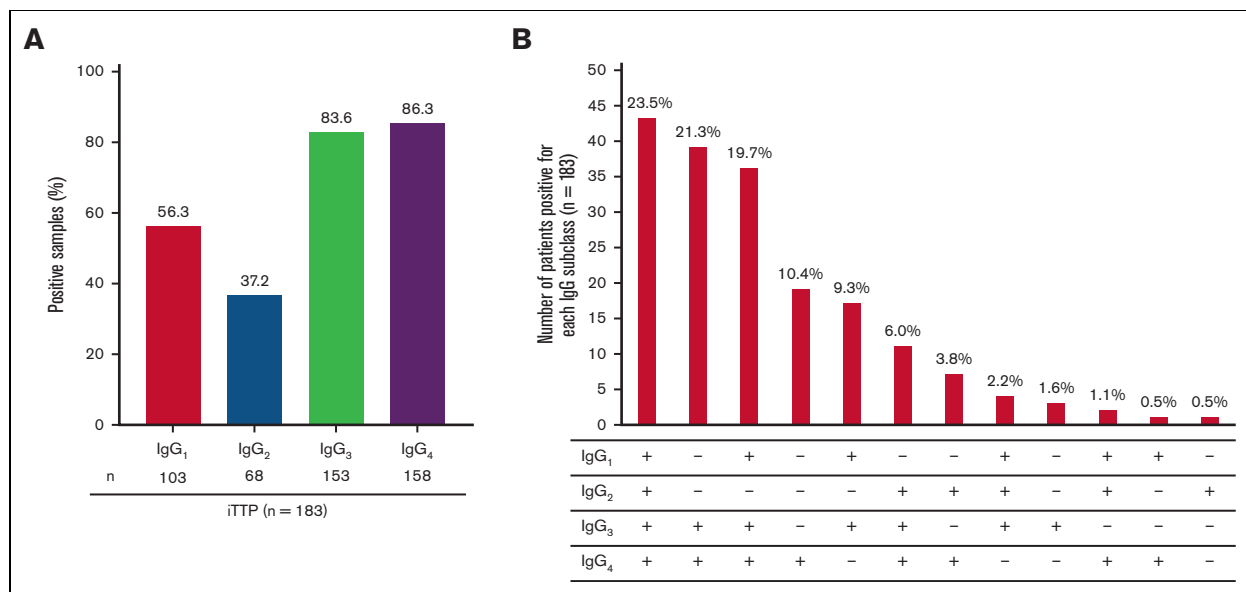 A
Positive samples (%)
100
80
60
40
20
0
56.3
37.2
83.6
86.3
IgG₁ IgG₂ IgG₃ IgG₄
n 103 68 153 158
iTTP (n = 183)
B
Number of patients positive for
each IgG subclass (n = 183)
50
45
40
35
30
25
20
15
10
5
0
23.5%
21.3%
19.7%
10.4%
9.3%
6.0%
3.8%
2.2%
1.6%
1.1%
0.5%
0.5%
IgG₁ + – + – + – – + – + + –
IgG₂ + – – – – + + + – + – +
IgG₃ + + + – + + – + + – – –
IgG₄ + + + + – + + – – + + –